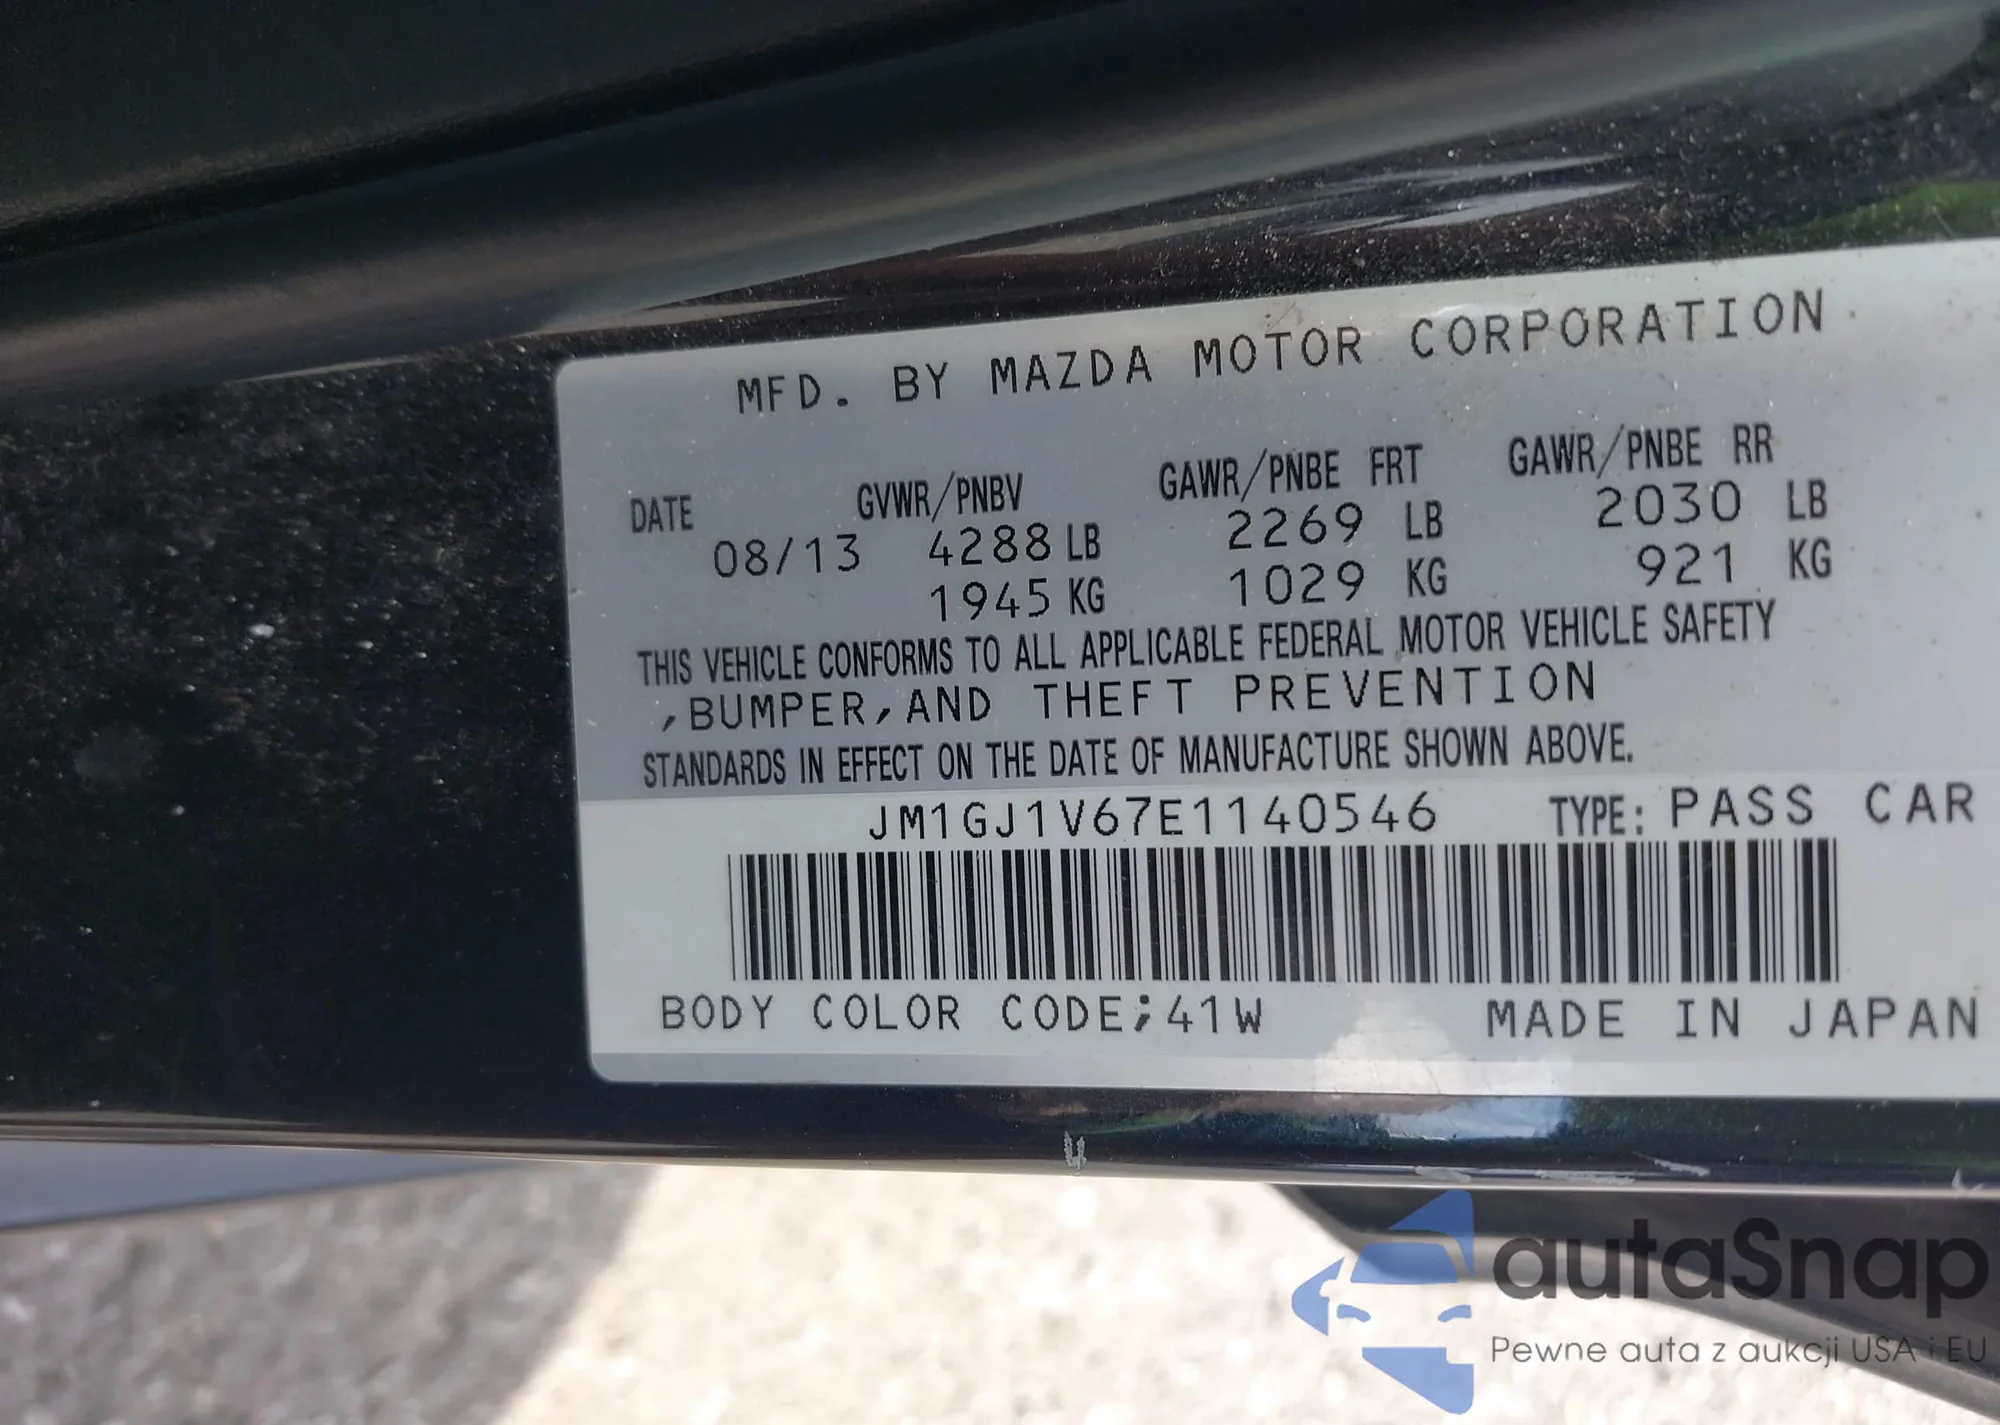 MFD. BY MAZDA MOTOR CORPORATION
DATE GVWR/PNBV GAWR/PNBE FRT GAWR/PNBE RR
08/13 4288 LB 2269 LB 2030 LB
1945 KG 1029 KG 921 KG
THIS VEHICLE CONFORMS TO ALL APPLICABLE FEDERAL MOTOR VEHICLE SAFETY
,BUMPER,AND THEFT PREVENTION
STANDARDS IN EFFECT ON THE DATE OF MANUFACTURE SHOWN ABOVE.
JM1GJ1V67E1140546 TYPE: PASS CAR
BODY COLOR CODE;41W MADE IN JAPAN
autaSnap
Pewne auta z aukcji USA i EU